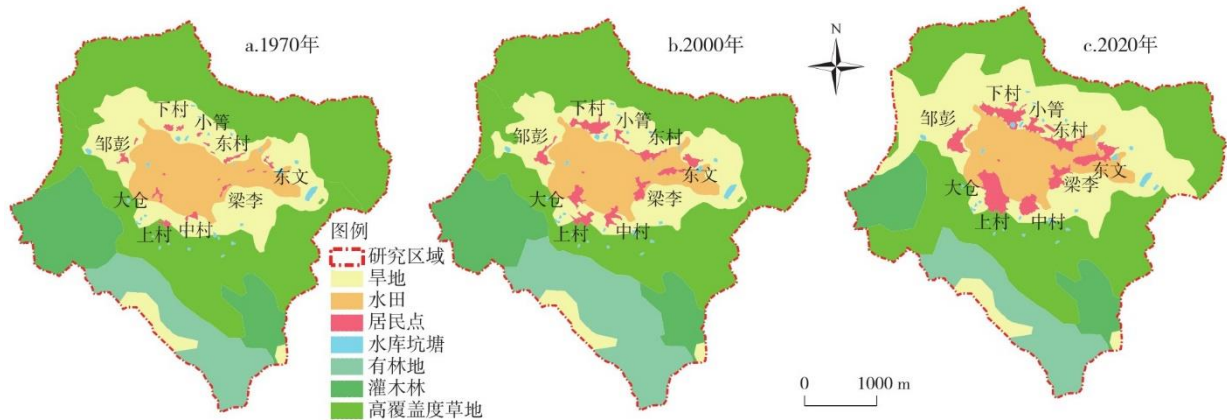 a.1970年
下村
小箐
邹彭
东村
东文
大仓
梁李
上村
中村
图例
研究区域
旱地
水田
居民点
水库坑塘
有林地
灌木林
高覆盖度草地
b.2000年
下村
小箐
邹彭
东村
东文
大仓
梁李
上村
中村
N
c.2020年
下村
小箐
邹彭
东村
东文
大仓
梁李
上村
中村
0 1000 m